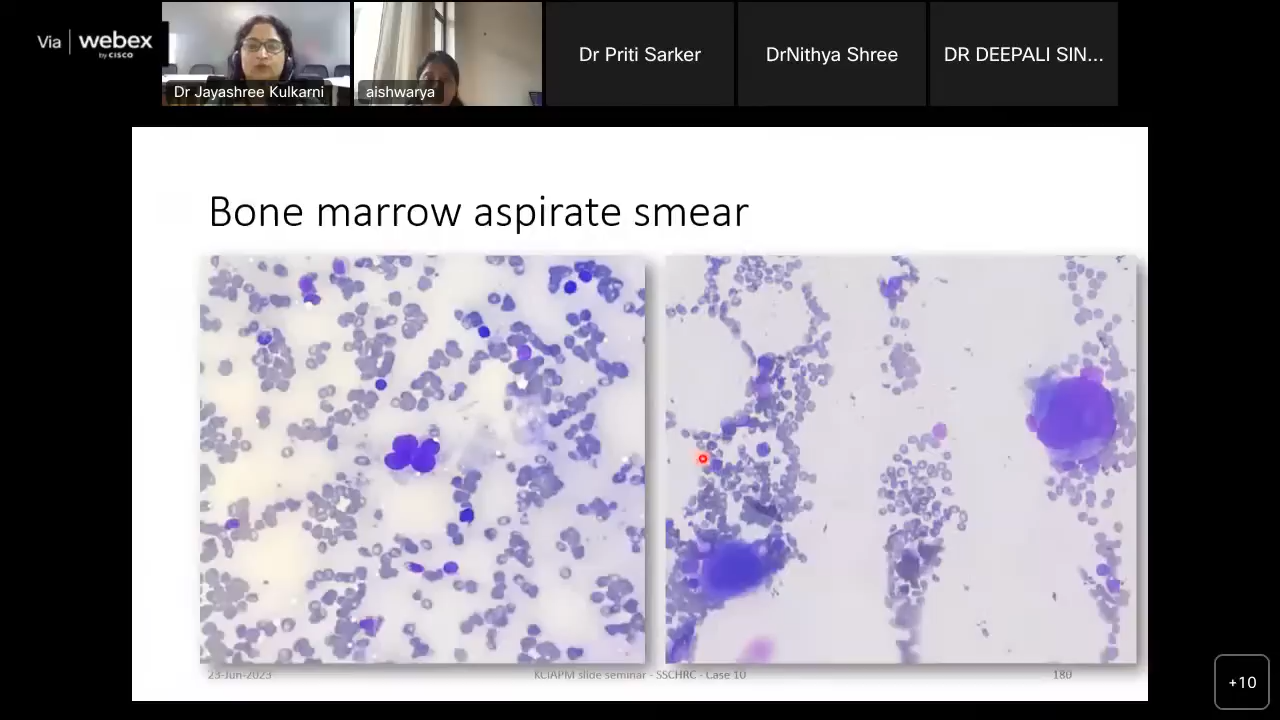 Via | webex
by CISCO
Dr Jayashree Kulkarni
aishwarya
Dr Priti Sarker
DrNithya Shree
DR DEEPALI SIN...
Bone marrow aspirate smear
23-Jun-2023
KCIAPM slide seminar - SSCHRC - Case 10
180
+10